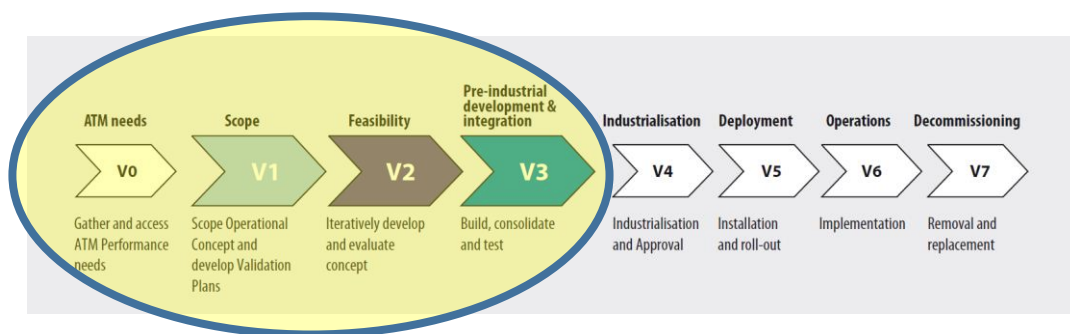 ATM needs
Scope
Feasibility
Pre-industrial
development &
integration
Industrialisation
Deployment
Operations
Decommissioning
V0
V1
V2
V3
V4
V5
V6
V7
Gather and access
ATM Performance
needs
Scope Operational
Concept and
develop Validation
Plans
Iteratively develop
and evaluate
concept
Build, consolidate
and test
Industrialisation
and Approval
Installation
and roll-out
Implementation
Removal and
replacement